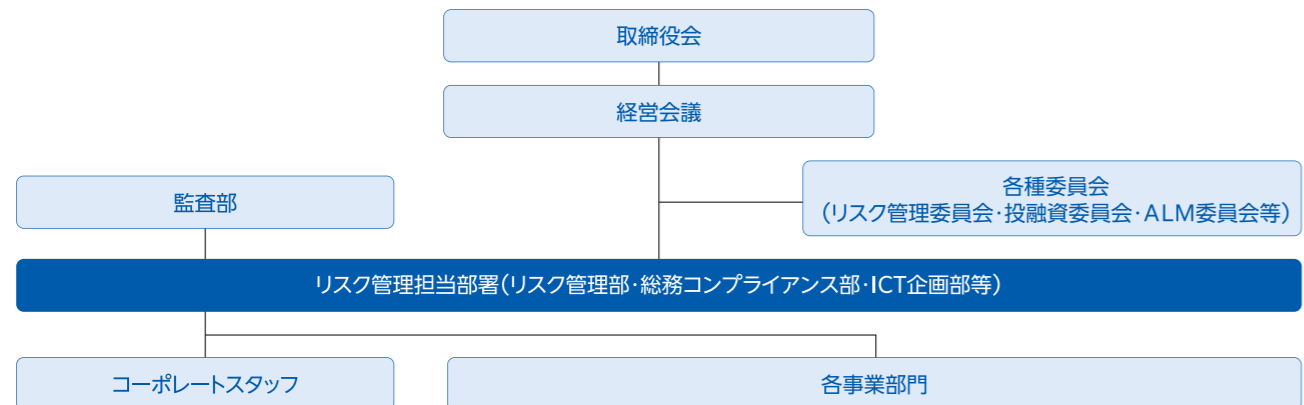 取締役会
経営会議
監査部
各種委員会
(リスク管理委員会・投融資委員会・ALM委員会等)
リスク管理担当部署(リスク管理部・総務コンプライアンス部・ICT企画部等)
コーポレートスタッフ
各事業部門